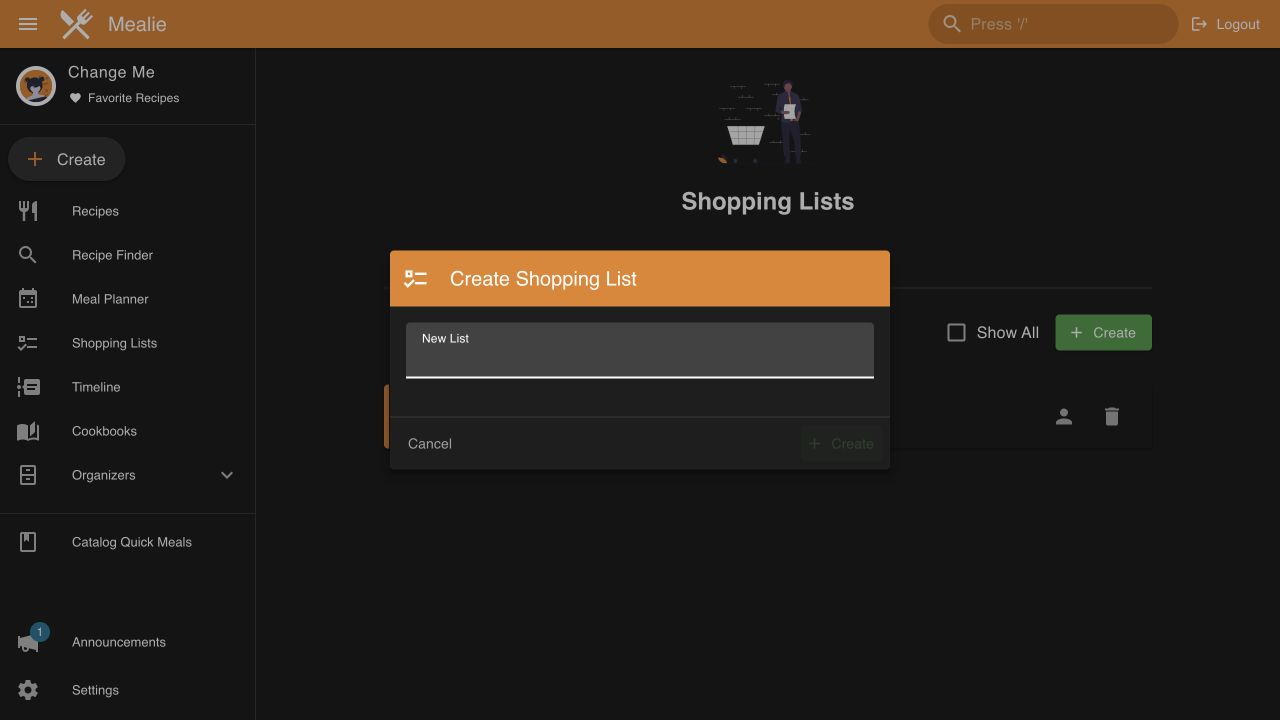 Mealie
Press '/'
Logout
Change Me
Favorite Recipes
Create
Recipes
Recipe Finder
Meal Planner
Shopping Lists
Timeline
Cookbooks
Organizers
Catalog Quick Meals
1
Announcements
Settings
Shopping Lists
Show All
Create
Create Shopping List
New List
Cancel
Create